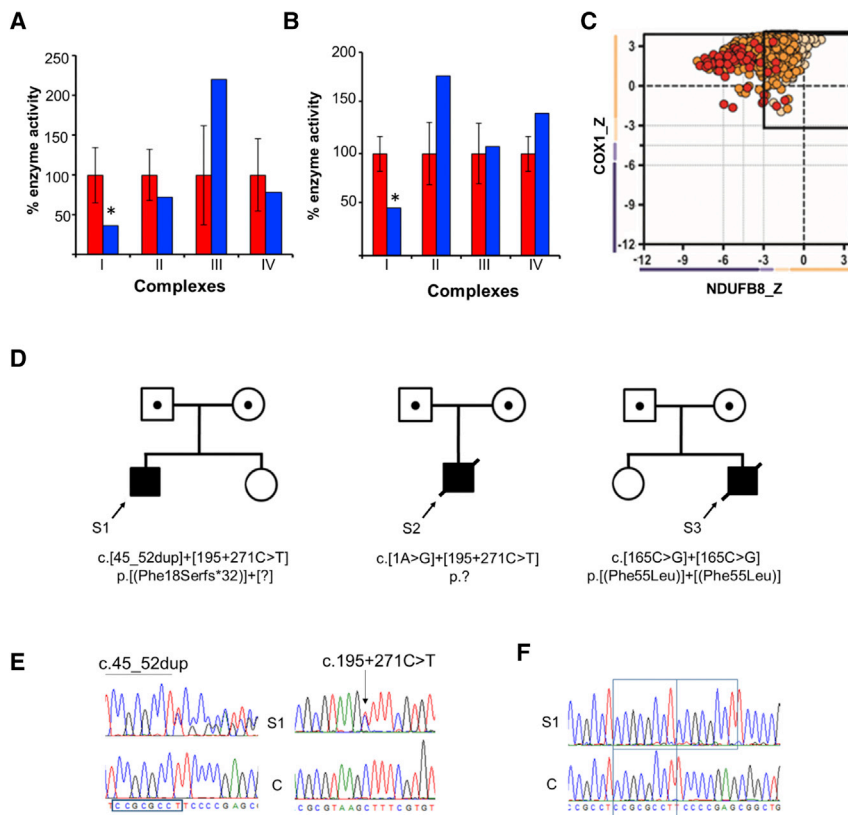 A
B
C
% enzyme activity
250
200
150
100
50
*
I II III IV
Complexes
% enzyme activity
200
150
100
50
*
I II III IV
Complexes
COX1_Z
3
0
-3
-6
-9
-12
-12 -9 -6 -3 0 3
NDUFB8_Z
D
S1
S2
S3
c.[45_52dup]+[195+271C>T]
p.[(Phe18Serfs*32)]+[?]
c.[1A>G]+[195+271C>T]
p.?
c.[165C>G]+[165C>G]
p.[(Phe55Leu)]+[(Phe55Leu)]
E
c.45_52dup
c.195+271C>T
F
S1
S1
C
C
TCCGCGCCTTCCCCGAGC
CGCGTAAGCTTTCGTGT
CCGCCTCCGCGCCTTCCCCGAGCGGCTG